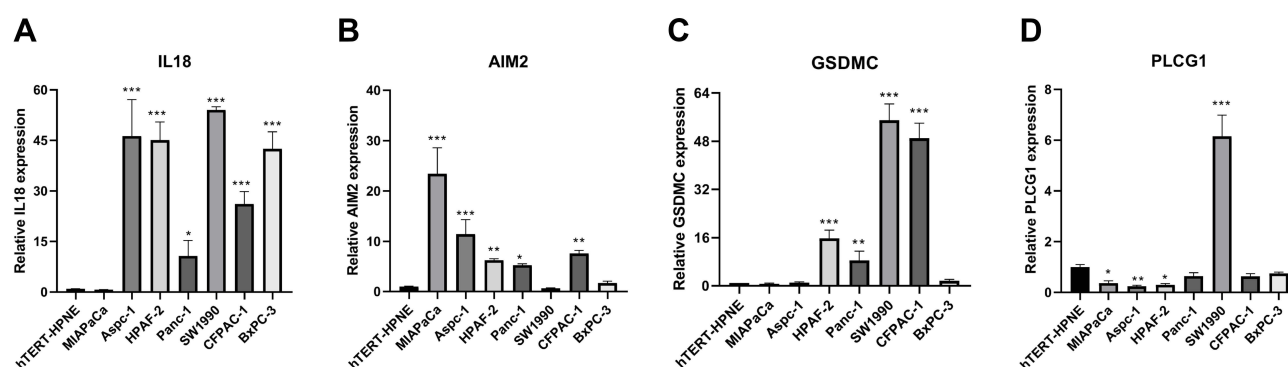 A
IL18
Relative IL18 expression
60
45
30
15
0
***
***
*
***
***
***
hTERT-HPNE
MIAPaCa
Aspc-1
HPAF-2
Panc-1
SW1990
CFPAC-1
BxPC-3
B
AIM2
Relative AIM2 expression
40
30
20
10
0
***
***
**
*
**
hTERT-HPNE
MIAPaCa
Aspc-1
HPAF-2
Panc-1
SW1990
CFPAC-1
BxPC-3
C
GSDMC
Relative GSDMC expression
64
48
32
16
0
***
**
***
***
hTERT-HPNE
MIAPaCa
Aspc-1
HPAF-2
Panc-1
SW1990
CFPAC-1
BxPC-3
D
PLCG1
Relative PLCG1 expression
8
6
4
2
0
*
**
*
***
hTERT-HPNE
MIAPaCa
Aspc-1
HPAF-2
Panc-1
SW1990
CFPAC-1
BxPC-3